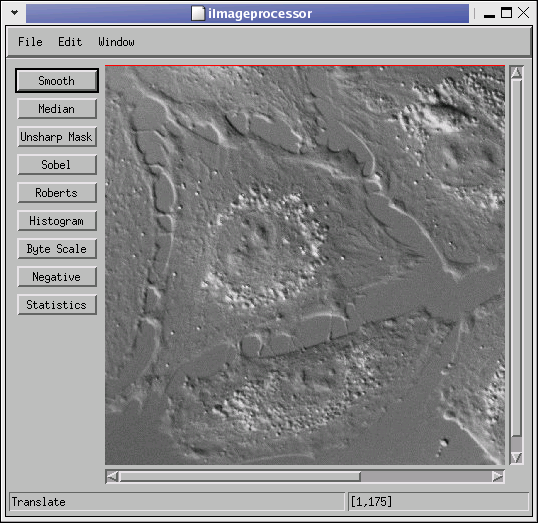 iImageprocessor
File Edit Window
Smooth
Median
Unsharp Mask
Sobel
Roberts
Histogram
Byte Scale
Negative
Statistics
Translate [1,175]